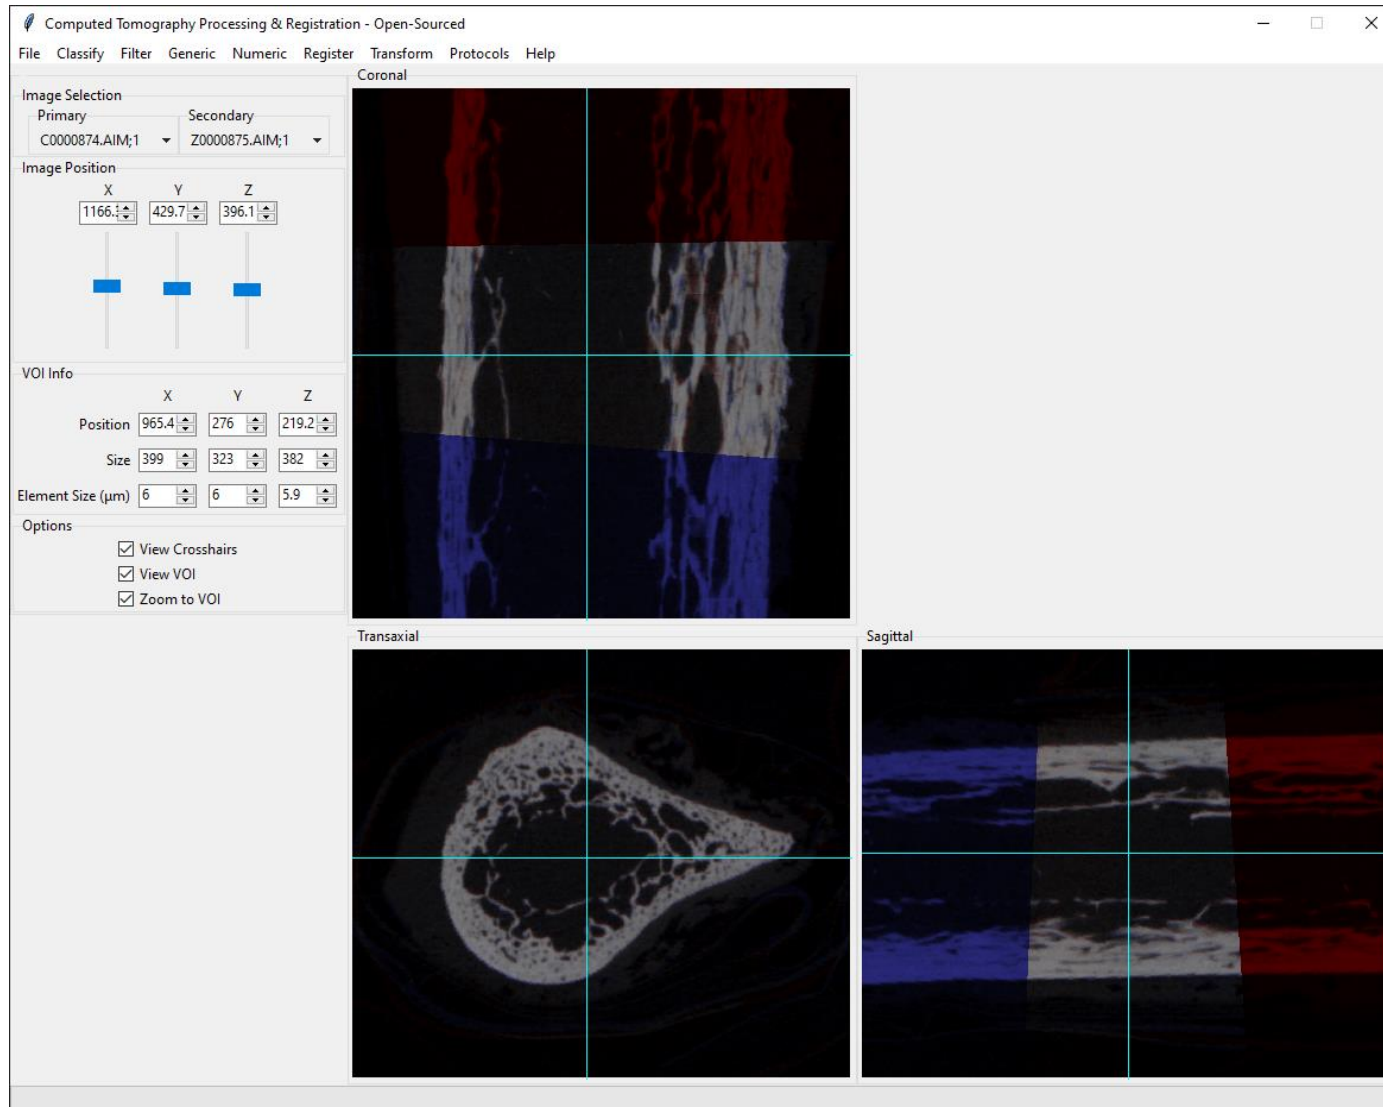 Computed Tomography Processing & Registration - Open-Sourced
File Classify Filter Generic Numeric Register Transform Protocols Help
Image Selection
Primary Secondary
C0000874.AIM;1 Z0000875.AIM;1
Image Position
X Y Z
1166. 429.7 396.1
VOI Info
X Y Z
Position 965.4 276 219.2
Size 399 323 382
Element Size (µm) 6 6 5.9
Options
View Crosshairs
View VOI
Zoom to VOI
Coronal
Transaxial
Sagittal